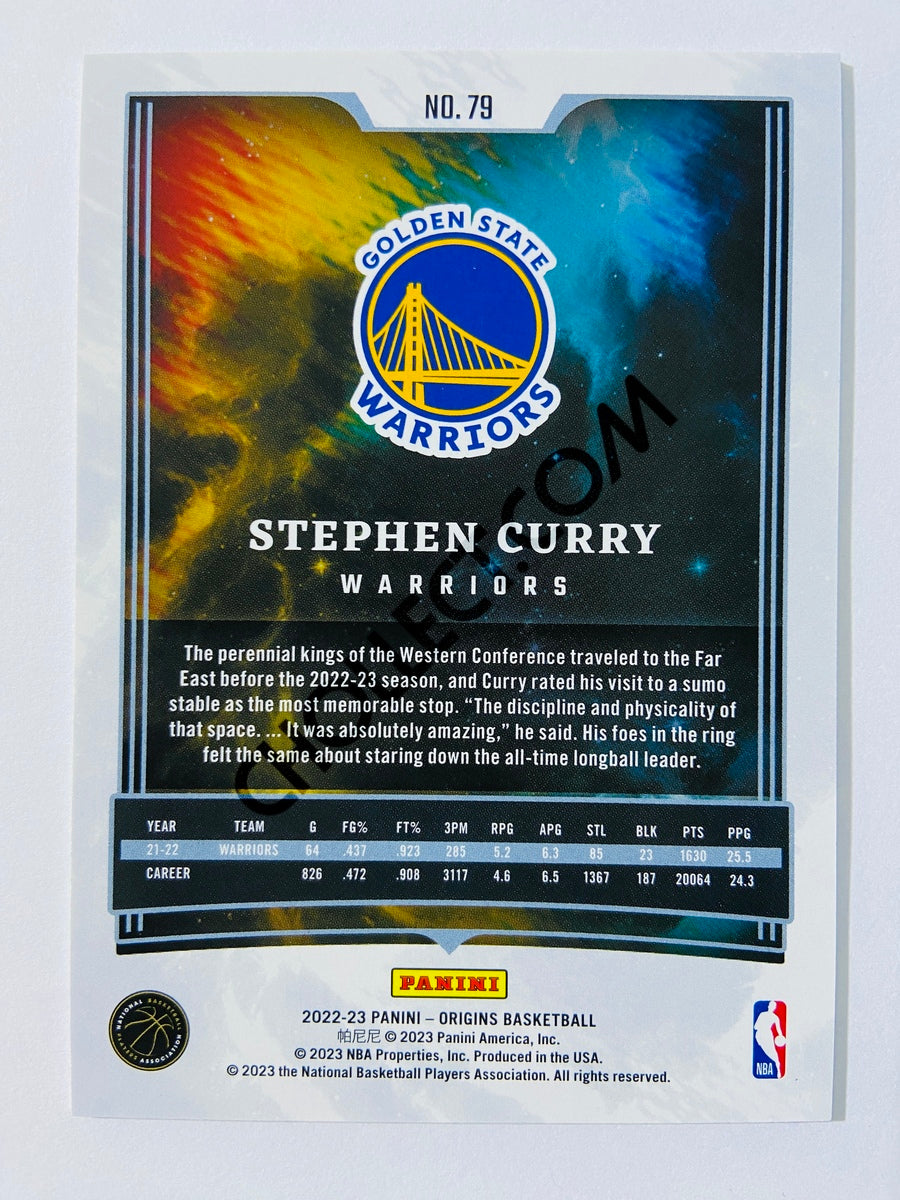 NO. 79
GOLDEN STATE
WARRIORS
STEPHEN CURRY
WARRIORS
The perennial kings of the Western Conference traveled to the Far
East before the 2022-23 season, and Curry rated his visit to a sumo
stable as the most memorable stop. “The discipline and physicality of
that space. ... It was absolutely amazing,” he said. His foes in the ring
felt the same about staring down the all-time longball leader.
CHOLLECT.COM
YEAR TEAM G FG% FT% 3PM RPG APG STL BLK PTS PPG
21-22 WARRIORS 64 .437 .923 285 5.2 6.3 85 23 1630 25.5
CAREER 826 .472 .908 3117 4.6 6.5 1367 187 20064 24.3
PANINI
2022-23 PANINI – ORIGINS BASKETBALL
帕尼尼 © 2023 Panini America, Inc.
© 2023 NBA Properties, Inc. Produced in the USA.
© 2023 the National Basketball Players Association. All rights reserved.
NATIONAL BASKETBALL
PLAYERS ASSOCIATION
NBA